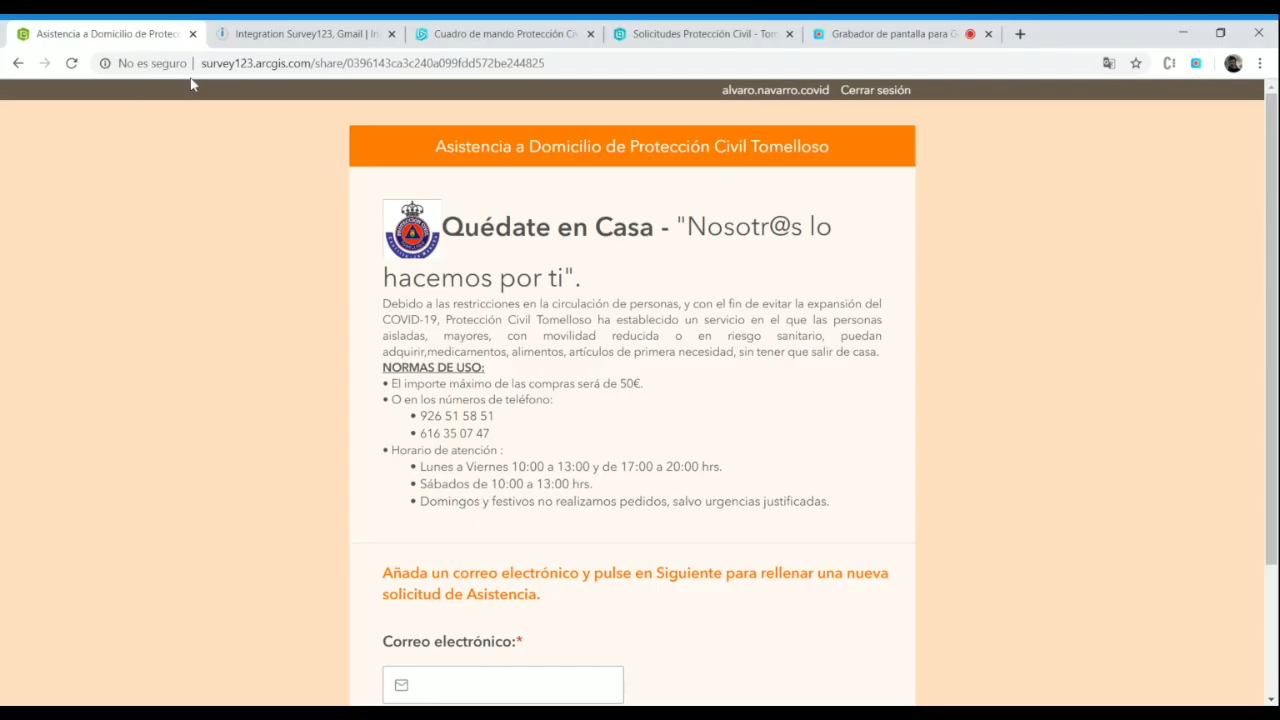 Asistencia a Domicilio de Protecc
Integration Survey123, Gmail | In
Cuadro de mando Protección Civ
Solicitudes Protección Civil - Tom
Grabador de pantalla para G
No es seguro | survey123.arcgis.com/share/0396143ca3c240a099fdd572be244825
alvaro.navarro.covid Cerrar sesión
Asistencia a Domicilio de Protección Civil Tomelloso
Quédate en Casa - "Nosotr@s lo
hacemos por ti".
Debido a las restricciones en la circulación de personas, y con el fin de evitar la expansión del
COVID-19, Protección Civil Tomelloso ha establecido un servicio en el que las personas
aisladas, mayores, con movilidad reducida o en riesgo sanitario, puedan
adquirir,medicamentos, alimentos, artículos de primera necesidad, sin tener que salir de casa.
NORMAS DE USO:
• El importe máximo de las compras será de 50€.
• O en los números de teléfono:
• 926 51 58 51
• 616 35 07 47
• Horario de atención :
• Lunes a Viernes 10:00 a 13:00 y de 17:00 a 20:00 hrs.
• Sábados de 10:00 a 13:00 hrs.
• Domingos y festivos no realizamos pedidos, salvo urgencias justificadas.
Añada un correo electrónico y pulse en Siguiente para rellenar una nueva
solicitud de Asistencia.
Correo electrónico:*